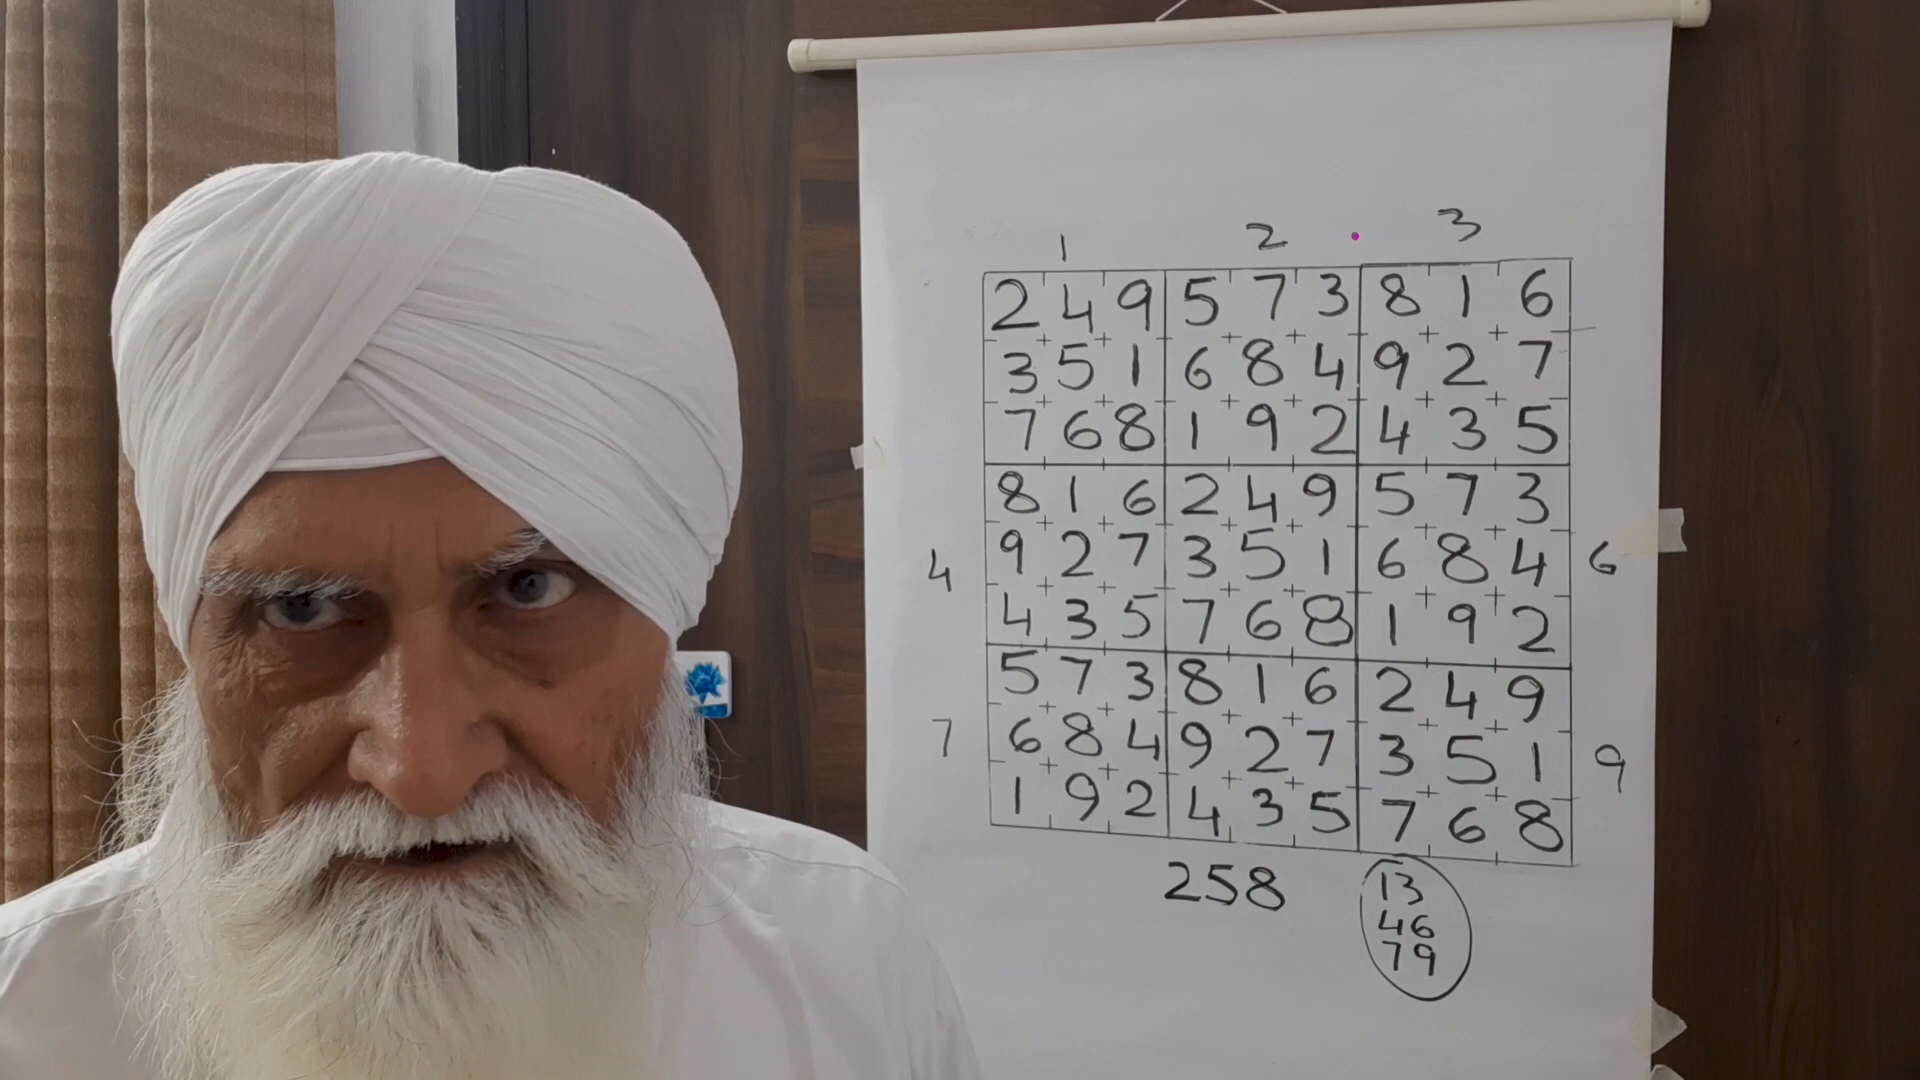 1 2 3
2 4 9 5 7 3 8 1 6
3 5 1 6 8 4 9 2 7
7 6 8 1 9 2 4 3 5
8 1 6 2 4 9 5 7 3
4 9 2 7 3 5 1 6 8 4 6
4 3 5 7 6 8 1 9 2
5 7 3 8 1 6 2 4 9
7 6 8 4 9 2 7 3 5 1 9
1 9 2 4 3 5 7 6 8
258
13
46
79